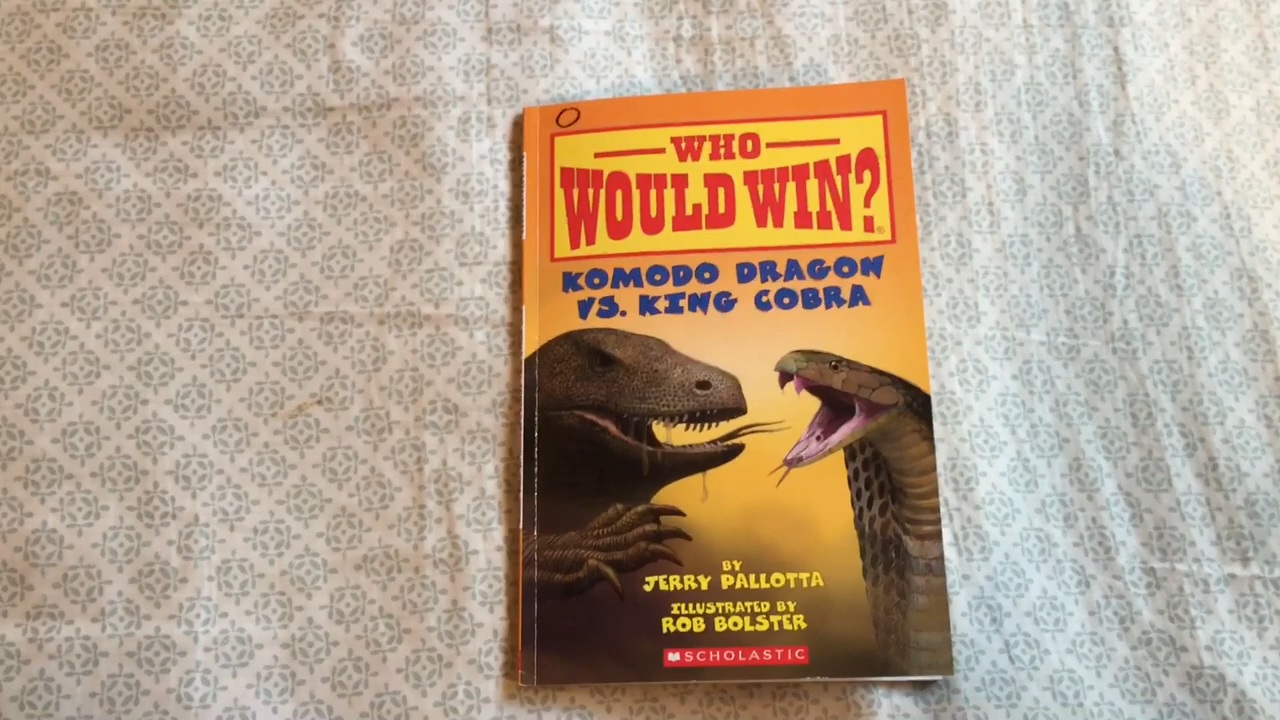 O
WHO
WOULD WIN?®
KOMODO DRAGON
VS. KING COBRA
BY
JERRY PALLOTTA
ILLUSTRATED BY
ROB BOLSTER
SCHOLASTIC